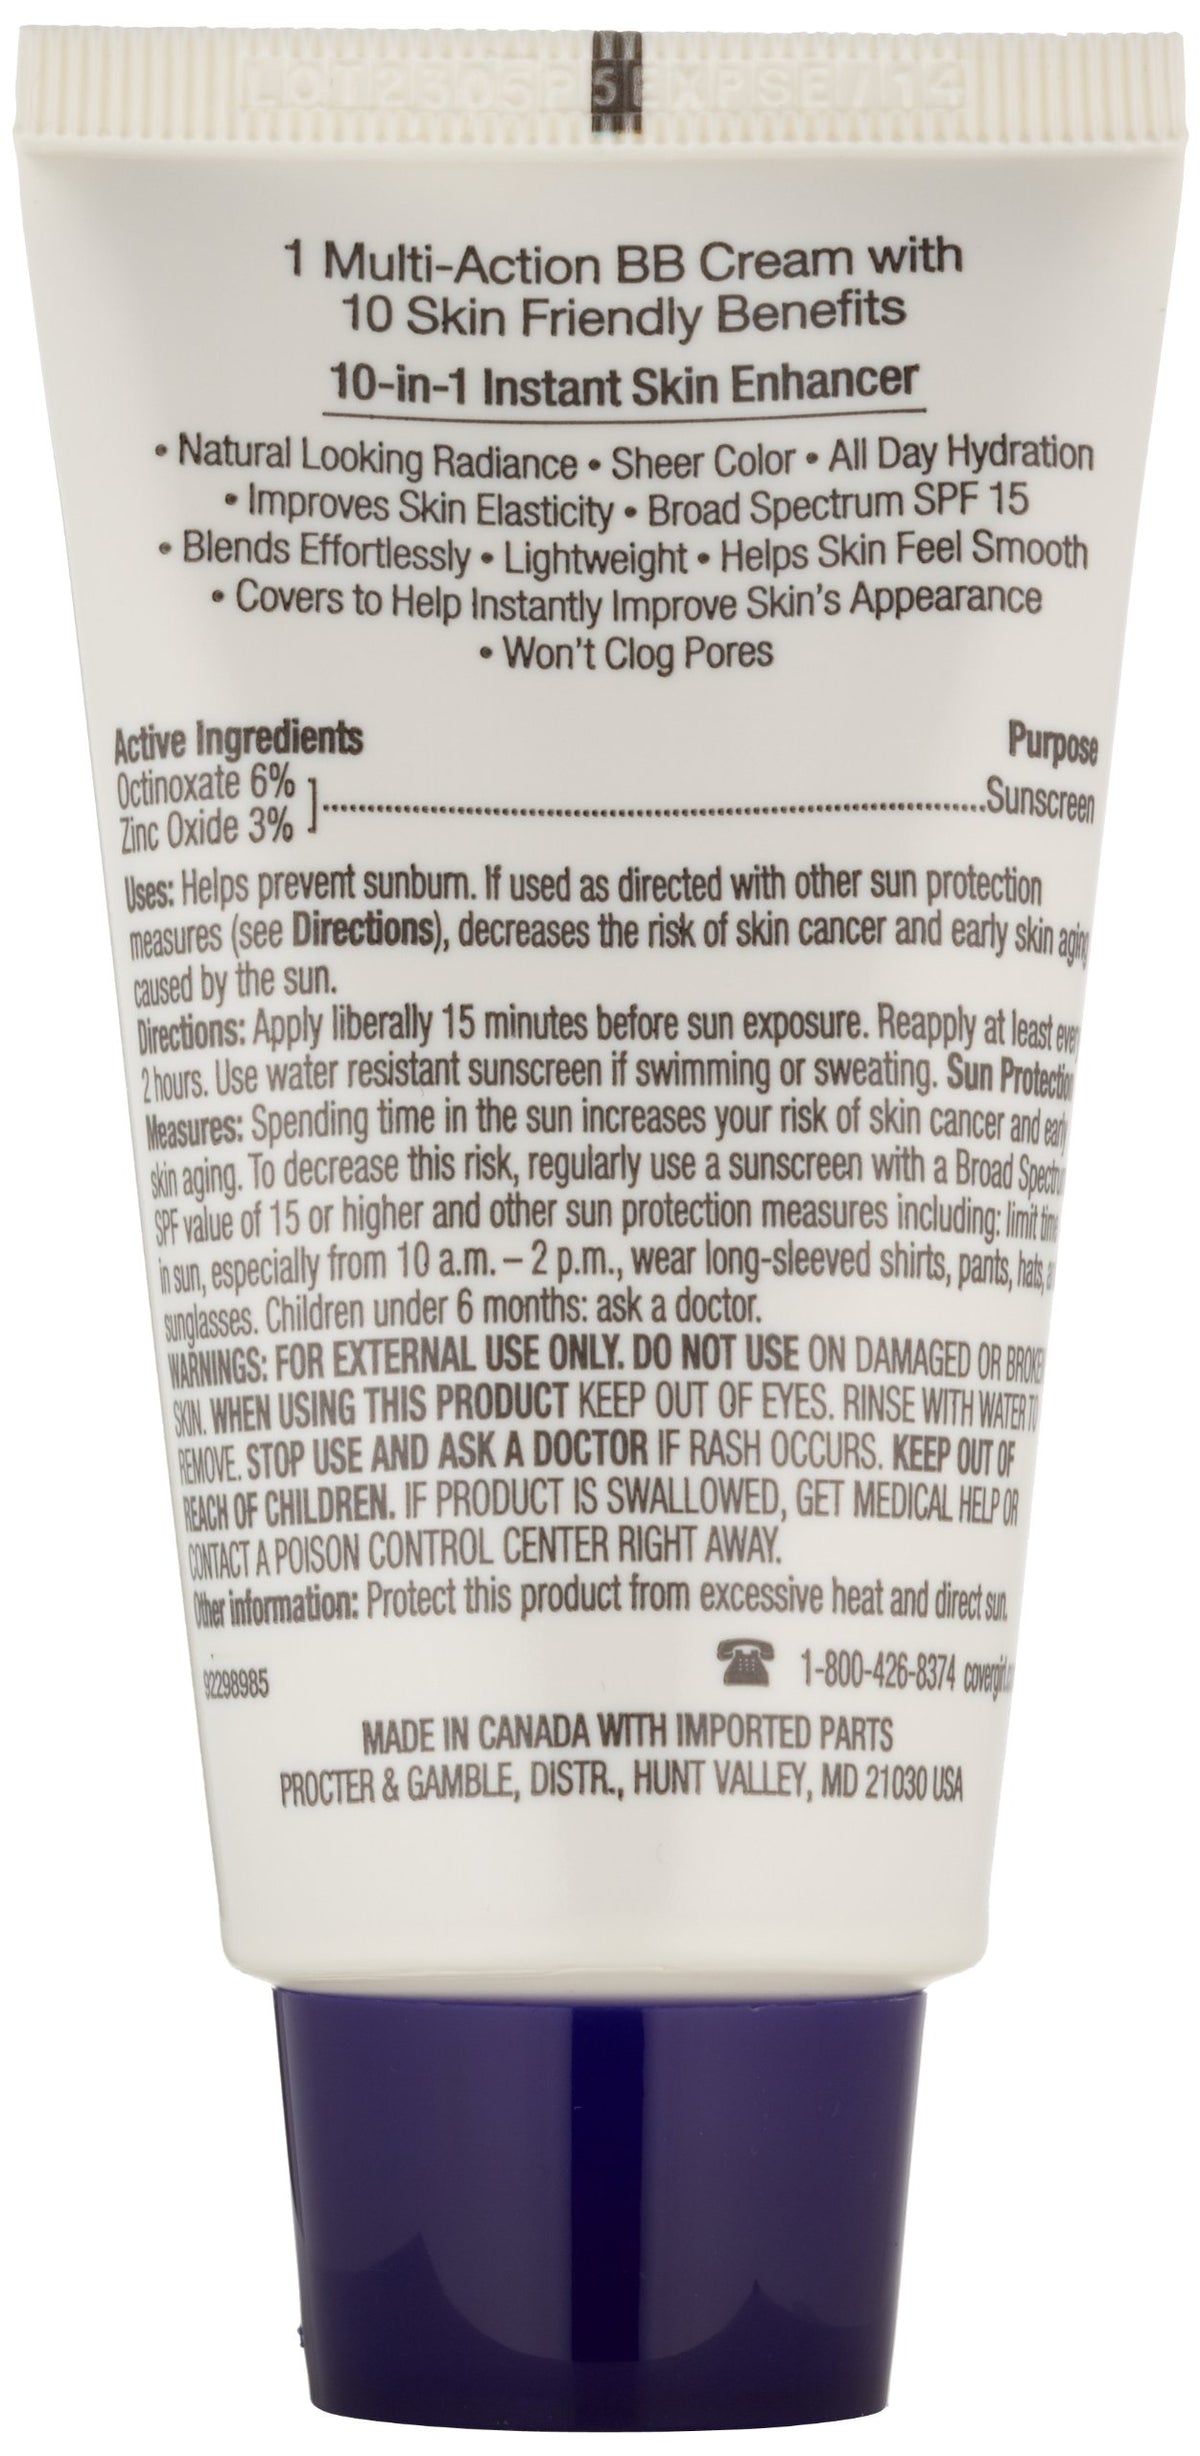 LOT2305P5EXPSE/14
1 Multi-Action BB Cream with
10 Skin Friendly Benefits
10-in-1 Instant Skin Enhancer
• Natural Looking Radiance • Sheer Color • All Day Hydration
• Improves Skin Elasticity • Broad Spectrum SPF 15
• Blends Effortlessly • Lightweight • Helps Skin Feel Smooth
• Covers to Help Instantly Improve Skin's Appearance
• Won't Clog Pores
Active Ingredients Purpose
Octinoxate 6%
Zinc Oxide 3% ]..........Sunscreen
Uses: Helps prevent sunburn. If used as directed with other sun protection
measures (see Directions), decreases the risk of skin cancer and early skin aging
caused by the sun.
Directions: Apply liberally 15 minutes before sun exposure. Reapply at least every
2 hours. Use water resistant sunscreen if swimming or sweating. Sun Protection
Measures: Spending time in the sun increases your risk of skin cancer and early
skin aging. To decrease this risk, regularly use a sunscreen with a Broad Spectrum
SPF value of 15 or higher and other sun protection measures including: limit time
in sun, especially from 10 a.m. – 2 p.m., wear long-sleeved shirts, pants, hats,
sunglasses. Children under 6 months: ask a doctor.
WARNINGS: FOR EXTERNAL USE ONLY. DO NOT USE ON DAMAGED OR BROKEN
SKIN. WHEN USING THIS PRODUCT KEEP OUT OF EYES. RINSE WITH WATER TO
REMOVE. STOP USE AND ASK A DOCTOR IF RASH OCCURS. KEEP OUT OF
REACH OF CHILDREN. IF PRODUCT IS SWALLOWED, GET MEDICAL HELP OR
CONTACT A POISON CONTROL CENTER RIGHT AWAY.
Other information: Protect this product from excessive heat and direct sun.
92298985 1-800-426-8374 covergirl.com
MADE IN CANADA WITH IMPORTED PARTS
PROCTER & GAMBLE, DISTR., HUNT VALLEY, MD 21030 USA